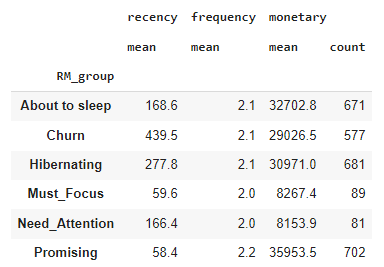 recency frequency monetary
mean mean mean count
RM_group
About to sleep 168.6 2.1 32702.8 671
Churn 439.5 2.1 29026.5 577
Hibernating 277.8 2.1 30971.0 681
Must_Focus 59.6 2.0 8267.4 89
Need_Attention 166.4 2.0 8153.9 81
Promising 58.4 2.2 35953.5 702